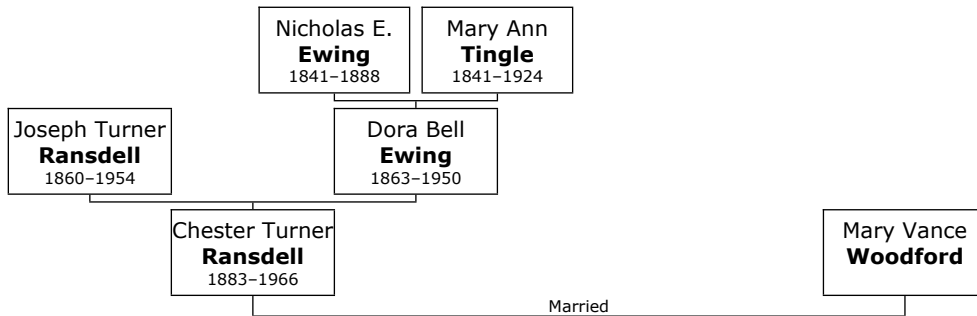 Nicholas E.
Ewing
1841–1888
Mary Ann
Tingle
1841–1924
Joseph Turner
Ransdell
1860–1954
Dora Bell
Ewing
1863–1950
Chester Turner
Ransdell
1883–1966
Mary Vance
Woodford
Married